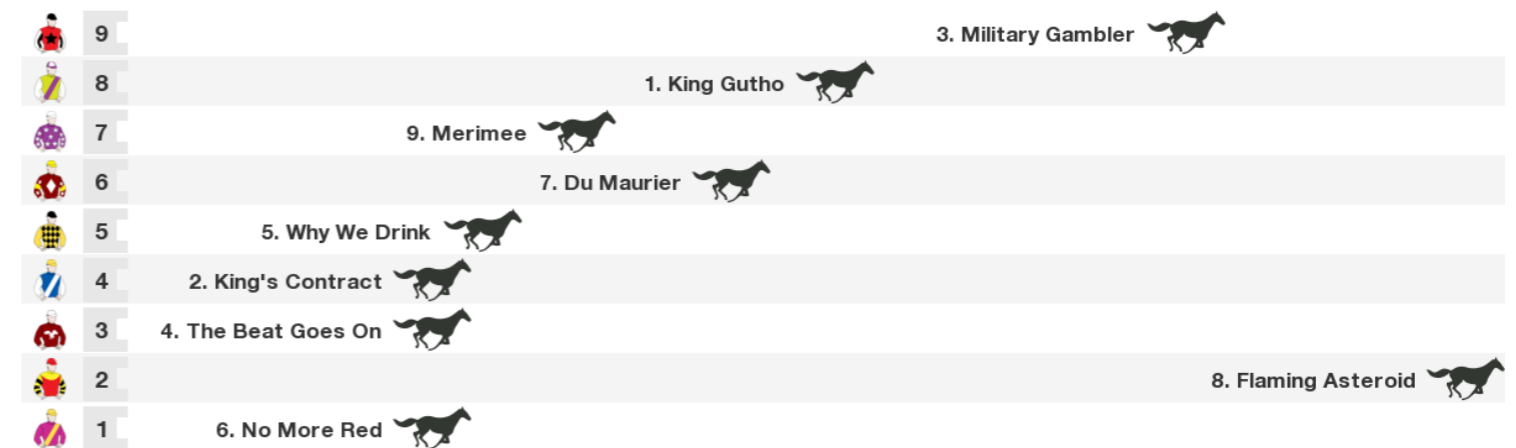 9 3. Military Gambler
8 1. King Gutho
7 9. Merimee
6 7. Du Maurier
5 5. Why We Drink
4 2. King's Contract
3 4. The Beat Goes On
2 8. Flaming Asteroid
1 6. No More Red